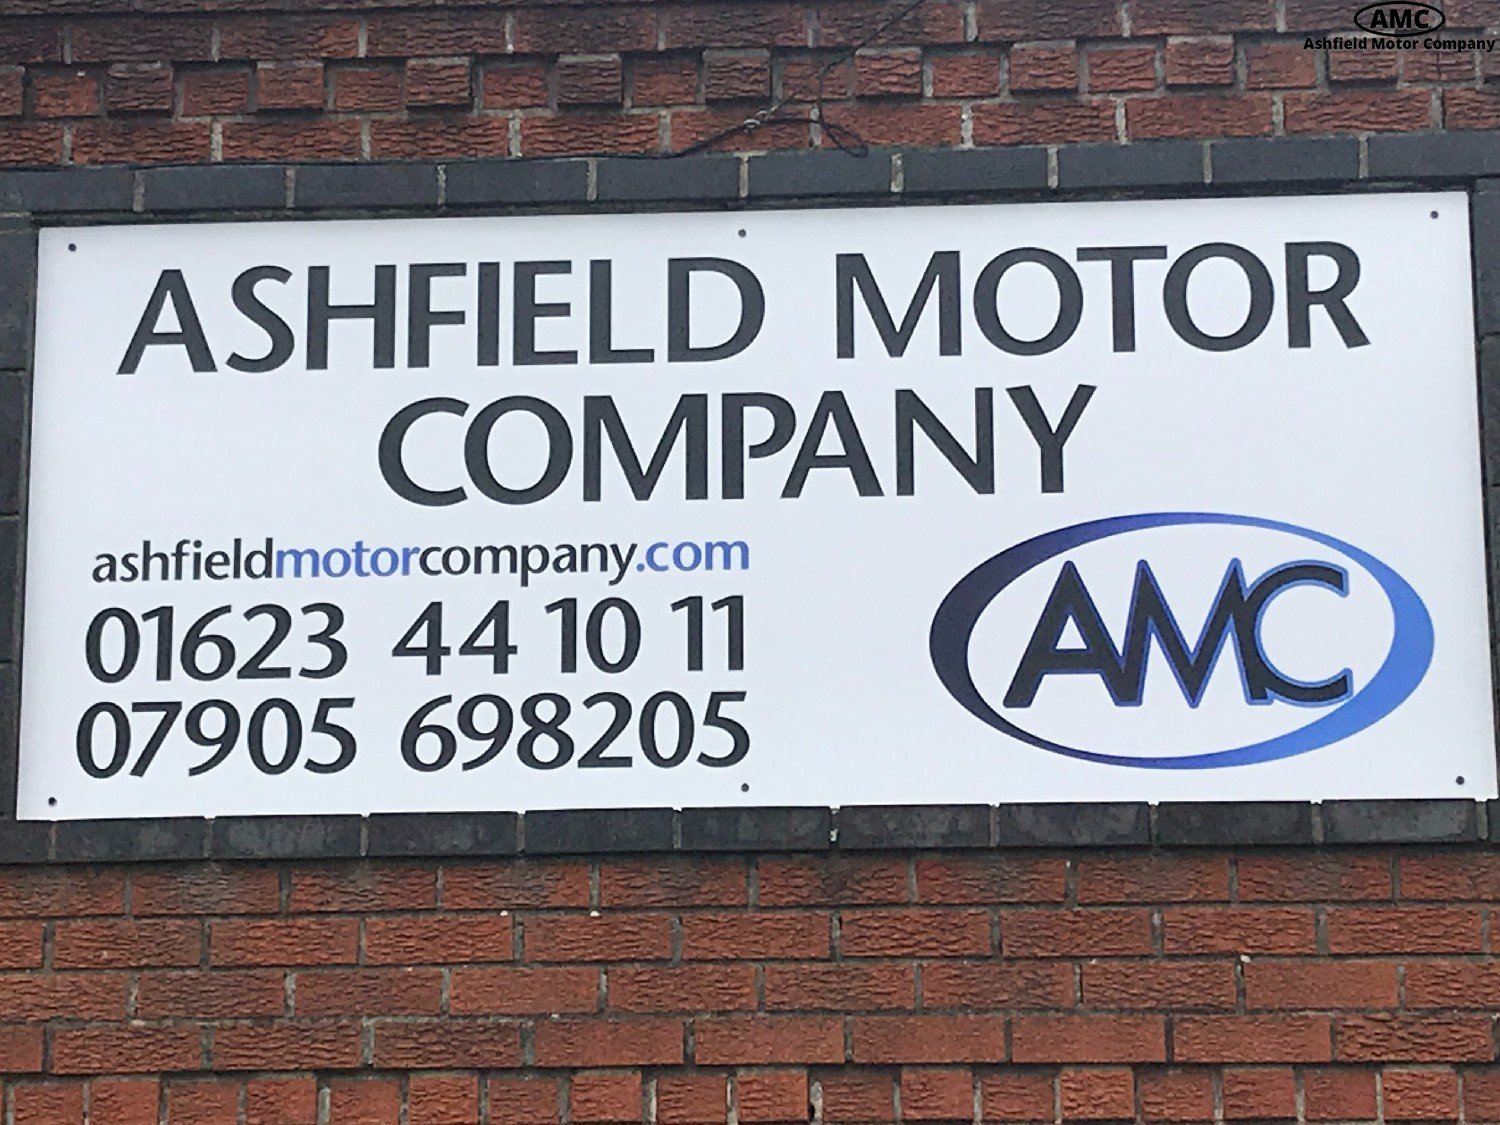 AMC
Ashfield Motor Company
ASHFIELD MOTOR
COMPANY
ashfieldmotorcompany.com
01623 44 10 11
07905 698205
AMC